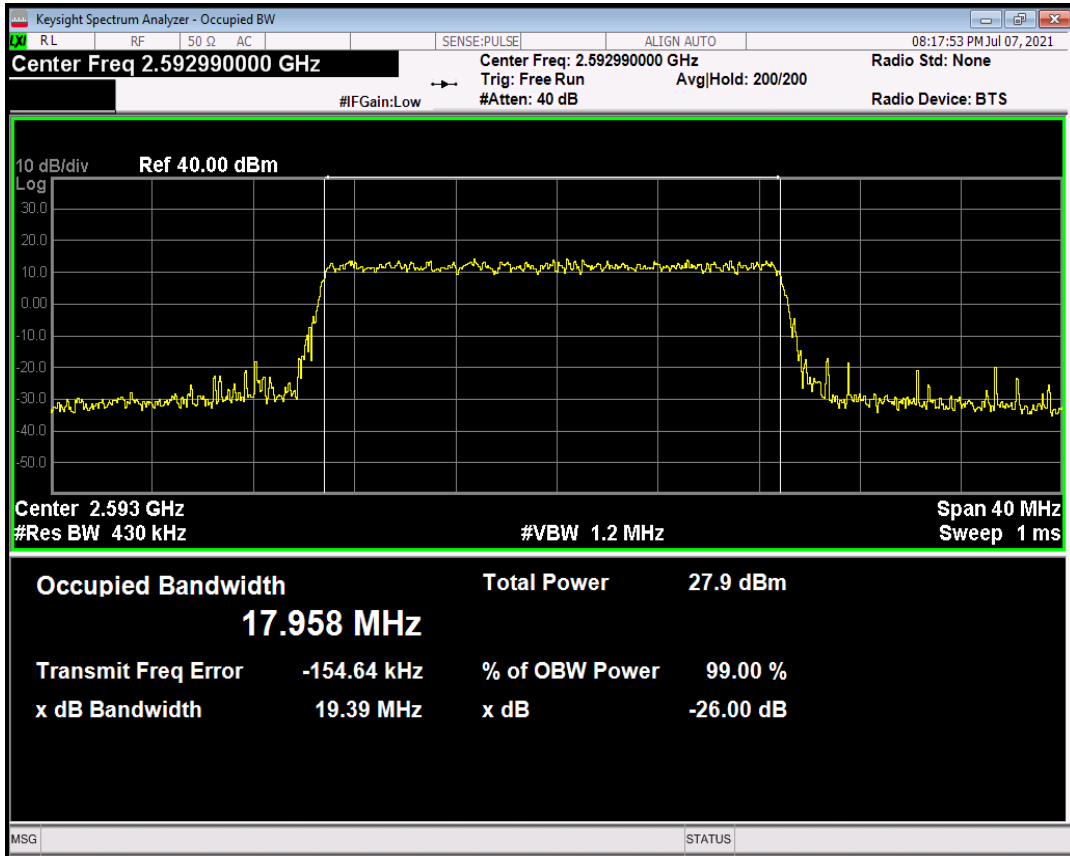 Keysight Spectrum Analyzer - Occupied BW
LXI RL RF 50 Ω AC SENSE:PULSE ALIGN AUTO 08:17:53 PM Jul 07, 2021
Center Freq 2.592990000 GHz
Center Freq: 2.592990000 GHz
Radio Std: None
Trig: Free Run Avg|Hold: 200/200
#IFGain:Low #Atten: 40 dB Radio Device: BTS
10 dB/div Ref 40.00 dBm
Log
30.0
20.0
10.0
0.00
-10.0
-20.0
-30.0
-40.0
-50.0
Center 2.593 GHz Span 40 MHz
#Res BW 430 kHz #VBW 1.2 MHz Sweep 1 ms
Occupied Bandwidth Total Power 27.9 dBm
17.958 MHz
Transmit Freq Error -154.64 kHz % of OBW Power 99.00 %
x dB Bandwidth 19.39 MHz x dB -26.00 dB
MSG STATUS